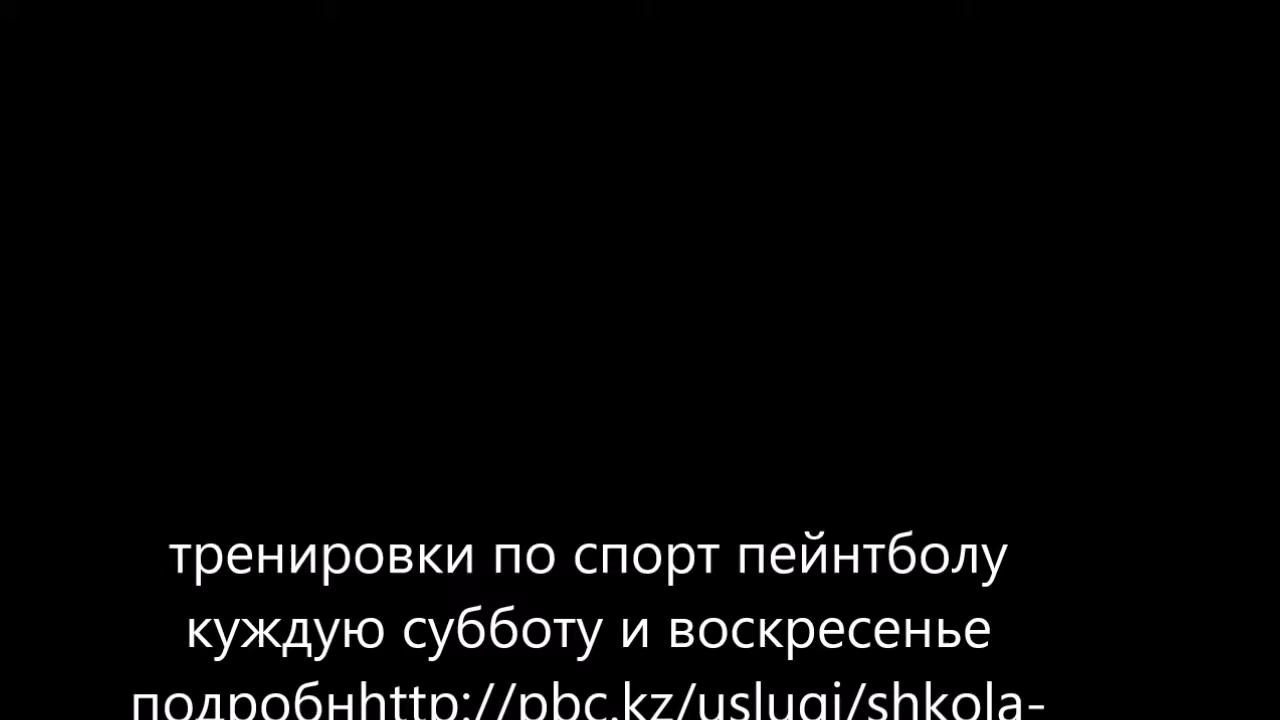 тренировки по спорт пейнтболу
куждую субботу и воскресенье
подробнhttp://pbc.kz/uslugi/shkola-